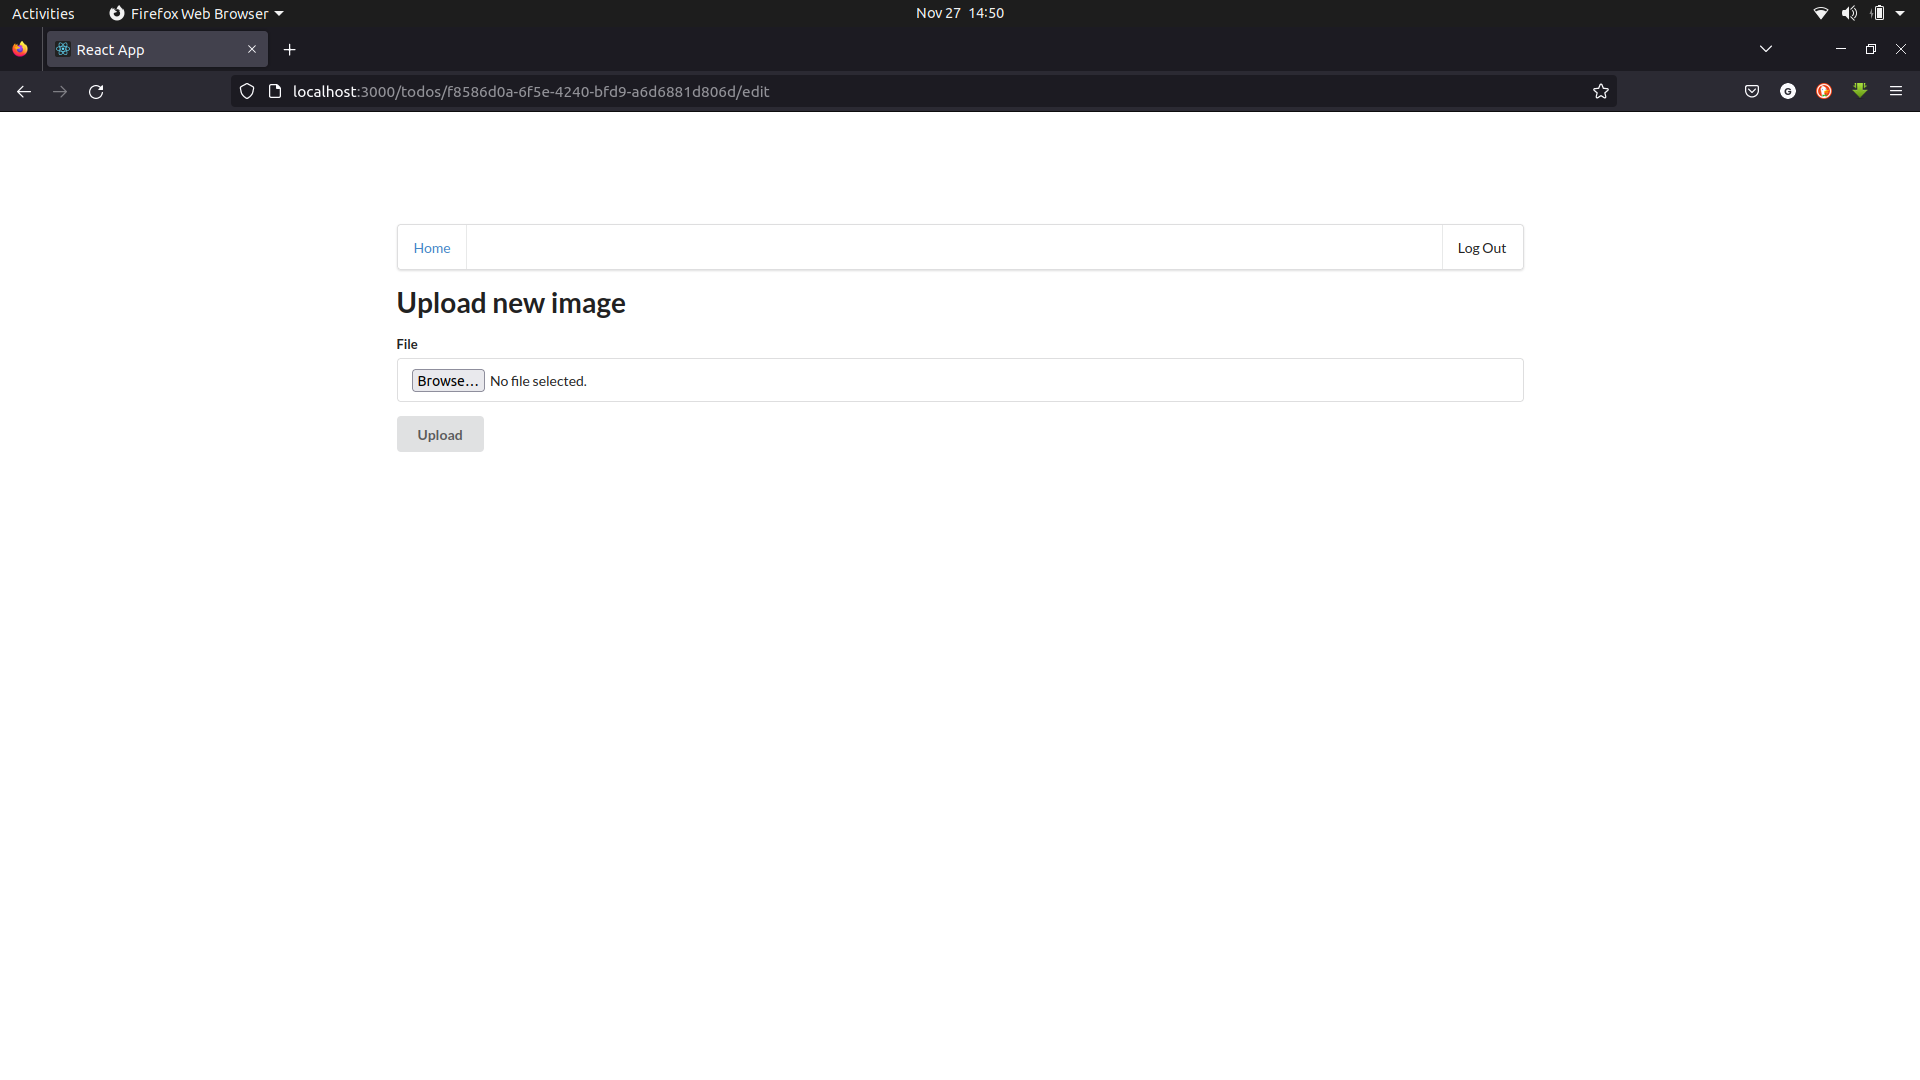 Activities Firefox Web Browser Nov 27 14:50
React App
localhost:3000/todos/f8586d0a-6f5e-4240-bfd9-a6d6881d806d/edit
Home Log Out
Upload new image
File
Browse... No file selected.
Upload